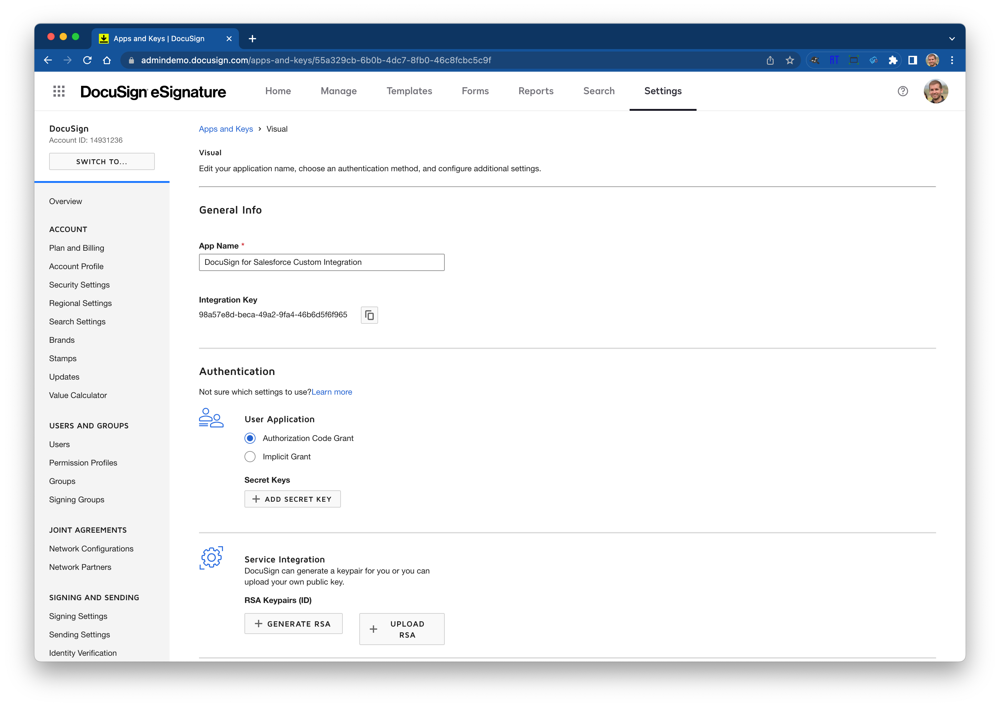 Apps and Keys | DocuSign
admindemo.docusign.com/apps-and-keys/55a329cb-6b0b-4dc7-8fb0-46c8fcbc5c9f
DocuSign eSignature
Home
Manage
Templates
Forms
Reports
Search
Settings
DocuSign
Account ID: 14931236
SWITCH TO...
Overview
ACCOUNT
Plan and Billing
Account Profile
Security Settings
Regional Settings
Search Settings
Brands
Stamps
Updates
Value Calculator
USERS AND GROUPS
Users
Permission Profiles
Groups
Signing Groups
JOINT AGREEMENTS
Network Configurations
Network Partners
SIGNING AND SENDING
Signing Settings
Sending Settings
Identity Verification
Apps and Keys > Visual
Visual
Edit your application name, choose an authentication method, and configure additional settings.
General Info
App Name *
DocuSign for Salesforce Custom Integration
Integration Key
98a57e8d-beca-49a2-9fa4-46b6d5f6f965
Authentication
Not sure which settings to use?Learn more
User Application
Authorization Code Grant
Implicit Grant
Secret Keys
+ ADD SECRET KEY
Service Integration
DocuSign can generate a keypair for you or you can
upload your own public key.
RSA Keypairs (ID)
+ GENERATE RSA
+ UPLOAD
RSA